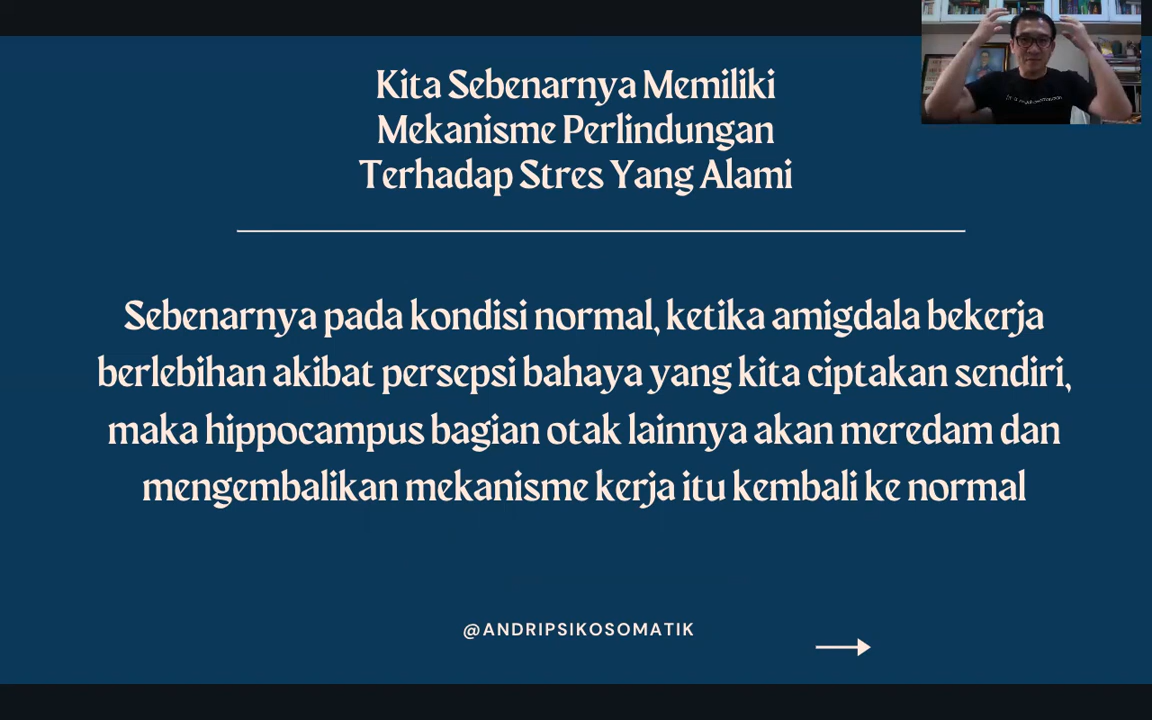 Kita Sebenarnya Memiliki
Mekanisme Perlindungan
Terhadap Stres Yang Alami
Sebenarnya pada kondisi normal, ketika amigdala bekerja
berlebihan akibat persepsi bahaya yang kita ciptakan sendiri,
maka hippocampus bagian otak lainnya akan meredam dan
mengembalikan mekanisme kerja itu kembali ke normal
@ANDRIPSIKOSOMATIK